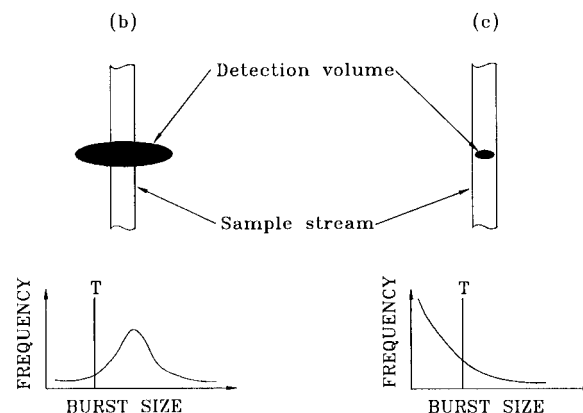 (b) (c)
Detection volume
Sample stream
T T
FREQUENCY FREQUENCY
BURST SIZE BURST SIZE